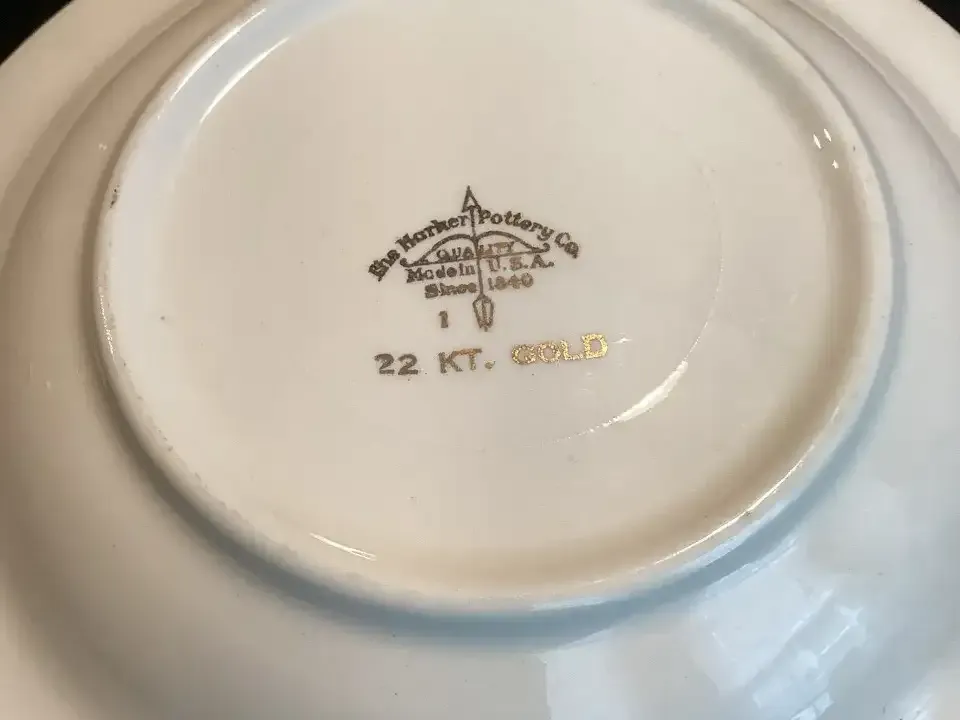 The Harker Pottery Co.
QUALITY
Made in U.S.A.
Since 1840
1
22 KT. GOLD